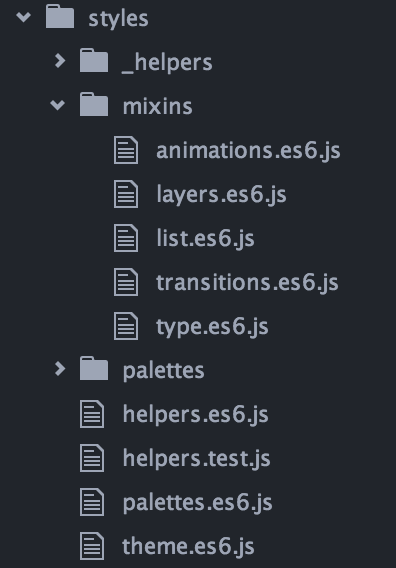 styles
_helpers
mixins
animations.es6.js
layers.es6.js
list.es6.js
transitions.es6.js
type.es6.js
palettes
helpers.es6.js
helpers.test.js
palettes.es6.js
theme.es6.js